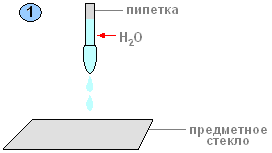 1
пипетка
H₂O
предметное
стекло